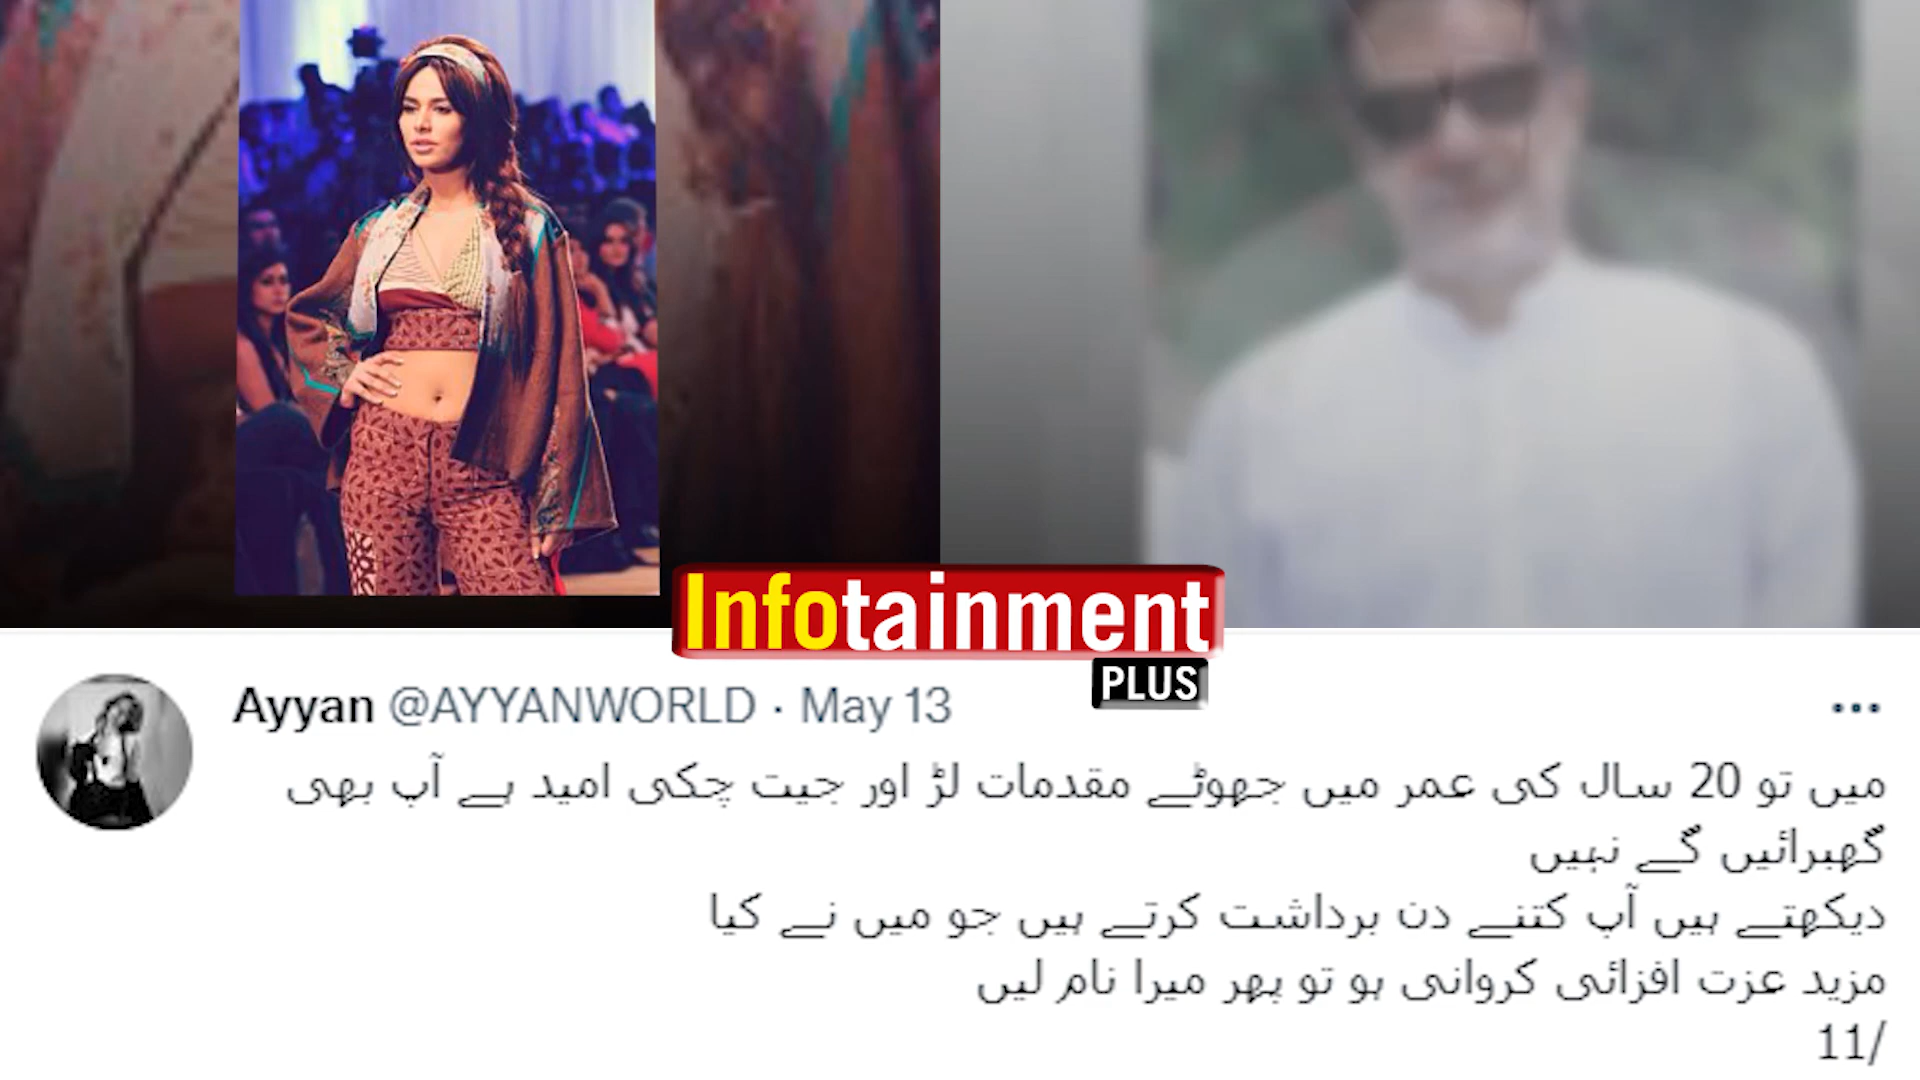 Infotainment
PLUS
Ayyan @AYYANWORLD · May 13
میں تو 20 سال کی عمر میں جھوٹے مقدمات لڑ اور جیت چکی امید ہے آپ بھی
گھبرائیں گے نہیں
دیکھتے ہیں آپ کتنے دن برداشت کرتے ہیں جو میں نے کیا
مزید عزت افزائی کروانی ہو تو پھر میرا نام لیں
11/